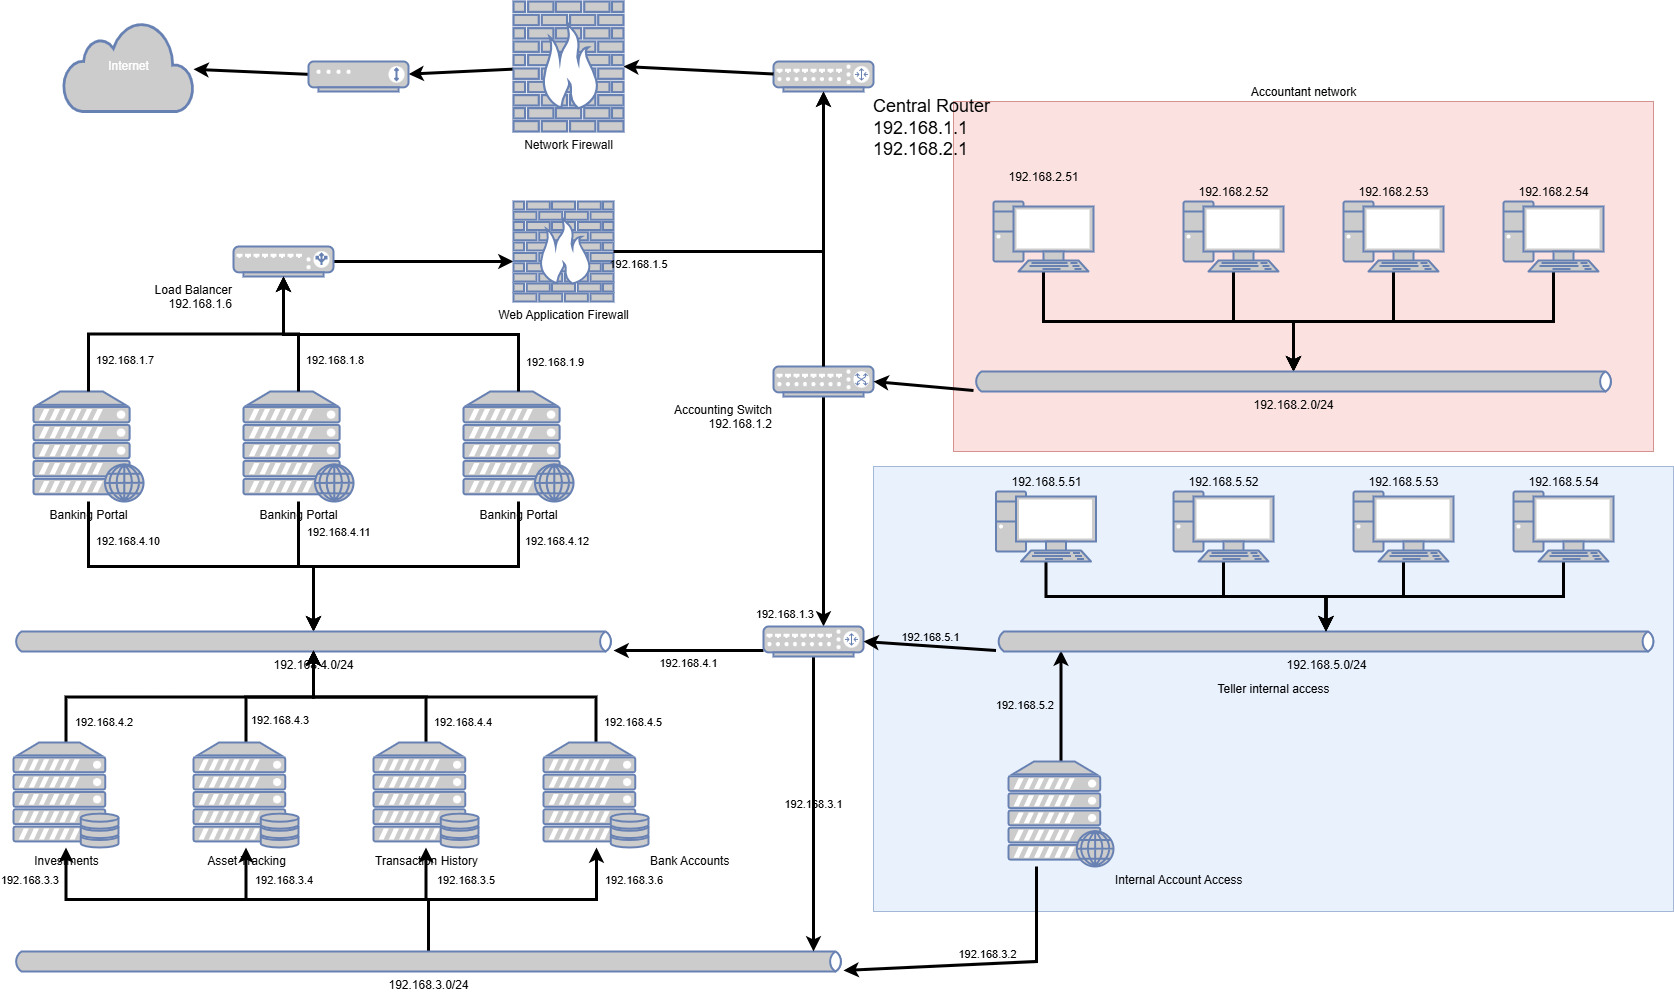 Internet
Network Firewall
Central Router
192.168.1.1
192.168.2.1
Accountant network
192.168.2.51
192.168.2.52
192.168.2.53
192.168.2.54
192.168.2.0/24
192.168.1.5
Web Application Firewall
Load Balancer
192.168.1.6
192.168.1.7
192.168.1.8
192.168.1.9
Accounting Switch
192.168.1.2
Banking Portal
Banking Portal
Banking Portal
192.168.4.10
192.168.4.11
192.168.4.12
192.168.5.51
192.168.5.52
192.168.5.53
192.168.5.54
192.168.1.3
192.168.5.1
192.168.4.0/24
192.168.4.1
192.168.5.0/24
Teller internal access
192.168.5.2
192.168.4.2
192.168.4.3
192.168.4.4
192.168.4.5
192.168.3.1
Investments
Asset Tracking
Transaction History
Bank Accounts
192.168.3.3
192.168.3.4
192.168.3.5
192.168.3.6
Internal Account Access
192.168.3.2
192.168.3.0/24